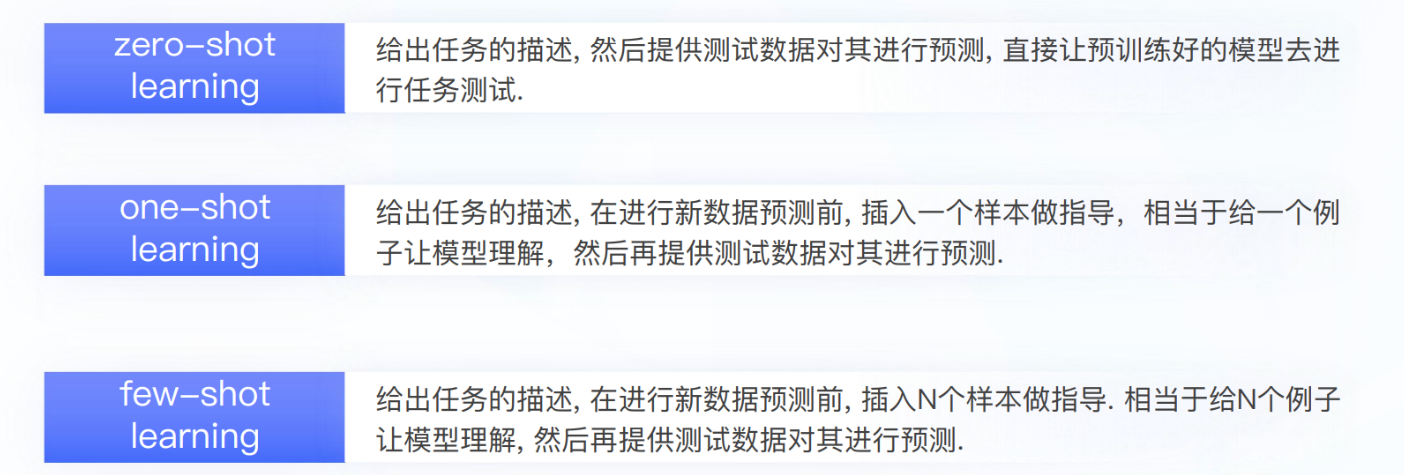 zero-shot
learning
给出任务的描述, 然后提供测试数据对其进行预测, 直接让预训练好的模型去进
行任务测试.
one-shot
learning
给出任务的描述, 在进行新数据预测前, 插入一个样本做指导，相当于给一个例
子让模型理解，然后再提供测试数据对其进行预测.
few-shot
learning
给出任务的描述, 在进行新数据预测前, 插入N个样本做指导. 相当于给N个例子
让模型理解, 然后再提供测试数据对其进行预测.